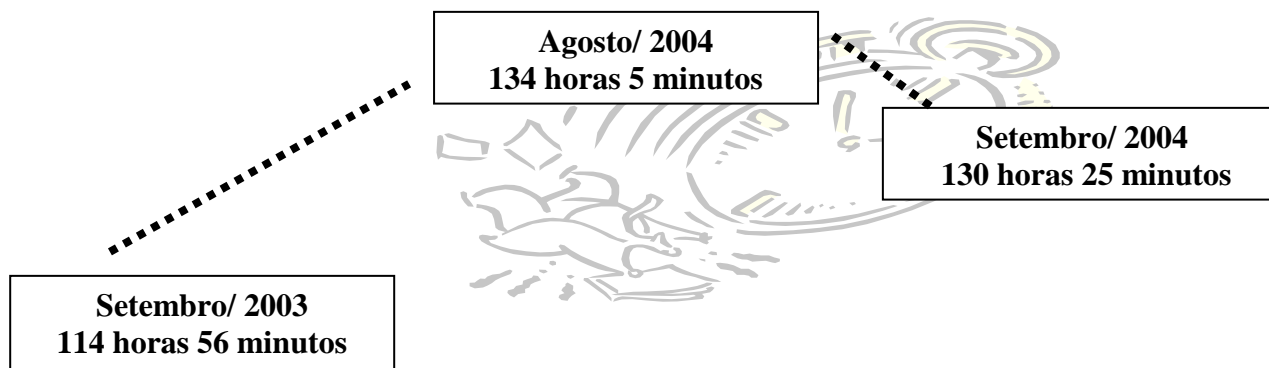 Agosto/ 2004
134 horas 5 minutos
Setembro/ 2004
130 horas 25 minutos
Setembro/ 2003
114 horas 56 minutos